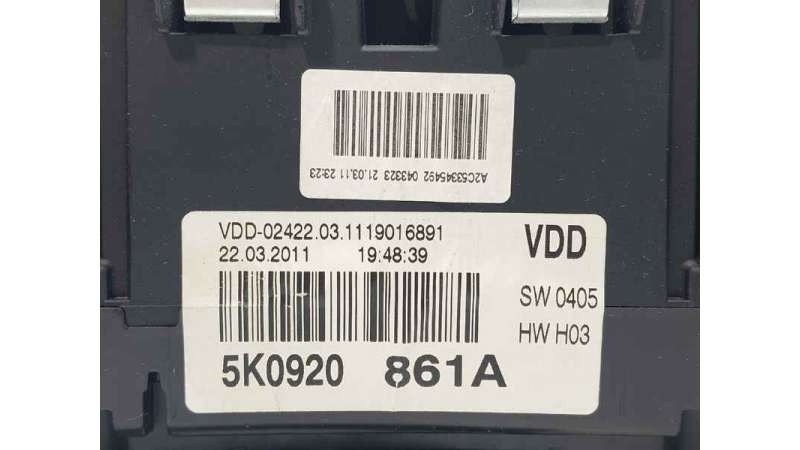 A2C53345492 043323 21.03.11 23:23
VDD-02422.03.1119016891
22.03.2011 19:48:39
VDD
SW 0405
HW H03
5K0920 861A